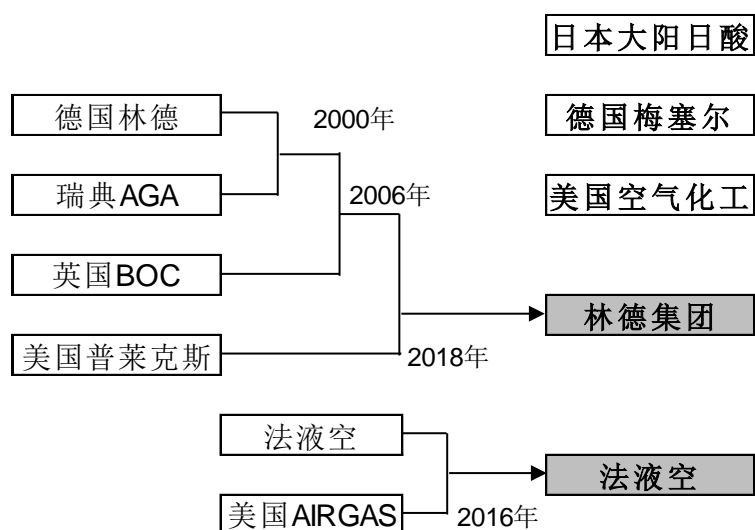 日本大阳日酸
德国林德
2000年
德国梅塞尔
瑞典AGA
2006年
美国空气化工
英国BOC
林德集团
美国普莱克斯
2018年
法液空
法液空
美国AIRGAS
2016年